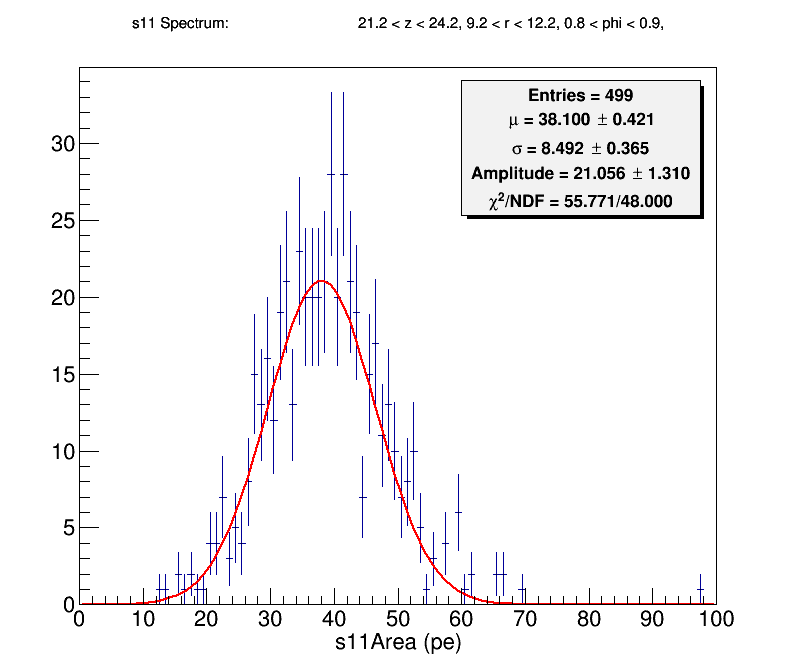 s11 Spectrum: 21.2 < z < 24.2, 9.2 < r < 12.2, 0.8 < phi < 0.9,
Entries = 499
μ = 38.100 ± 0.421
σ = 8.492 ± 0.365
Amplitude = 21.056 ± 1.310
χ²/NDF = 55.771/48.000
30
25
20
15
10
5
0
0 10 20 30 40 50 60 70 80 90 100
s11Area (pe)